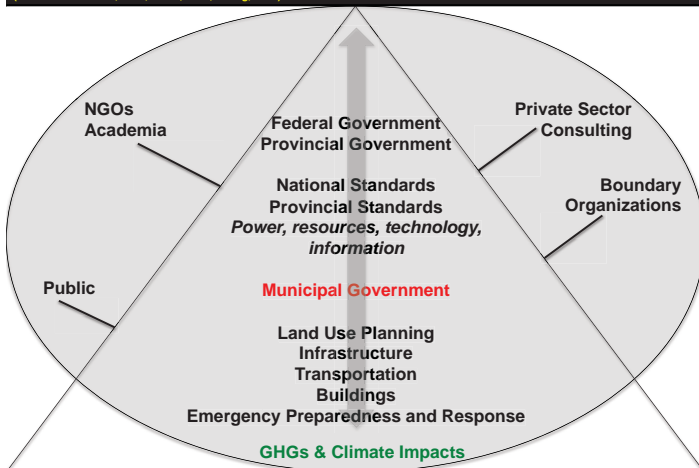 NGOs
Academia
Private Sector
Consulting
Federal Government
Provincial Government
Boundary
Organizations
National Standards
Provincial Standards
Power, resources, technology,
information
Public
Municipal Government
Land Use Planning
Infrastructure
Transportation
Buildings
Emergency Preparedness and Response
GHGs & Climate Impacts